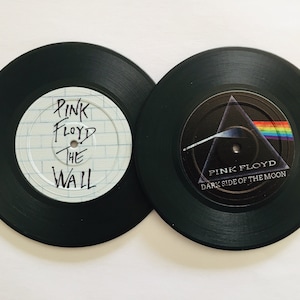 PINK
FLOYD
THE
WALL
PINK FLOYD
DARK SIDE OF THE MOON